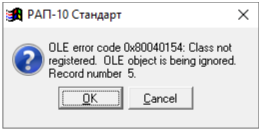 РАП-10 Стандарт
OLE error code 0x80040154: Class not
registered. OLE object is being ignored.
Record number 5.
OK
Cancel